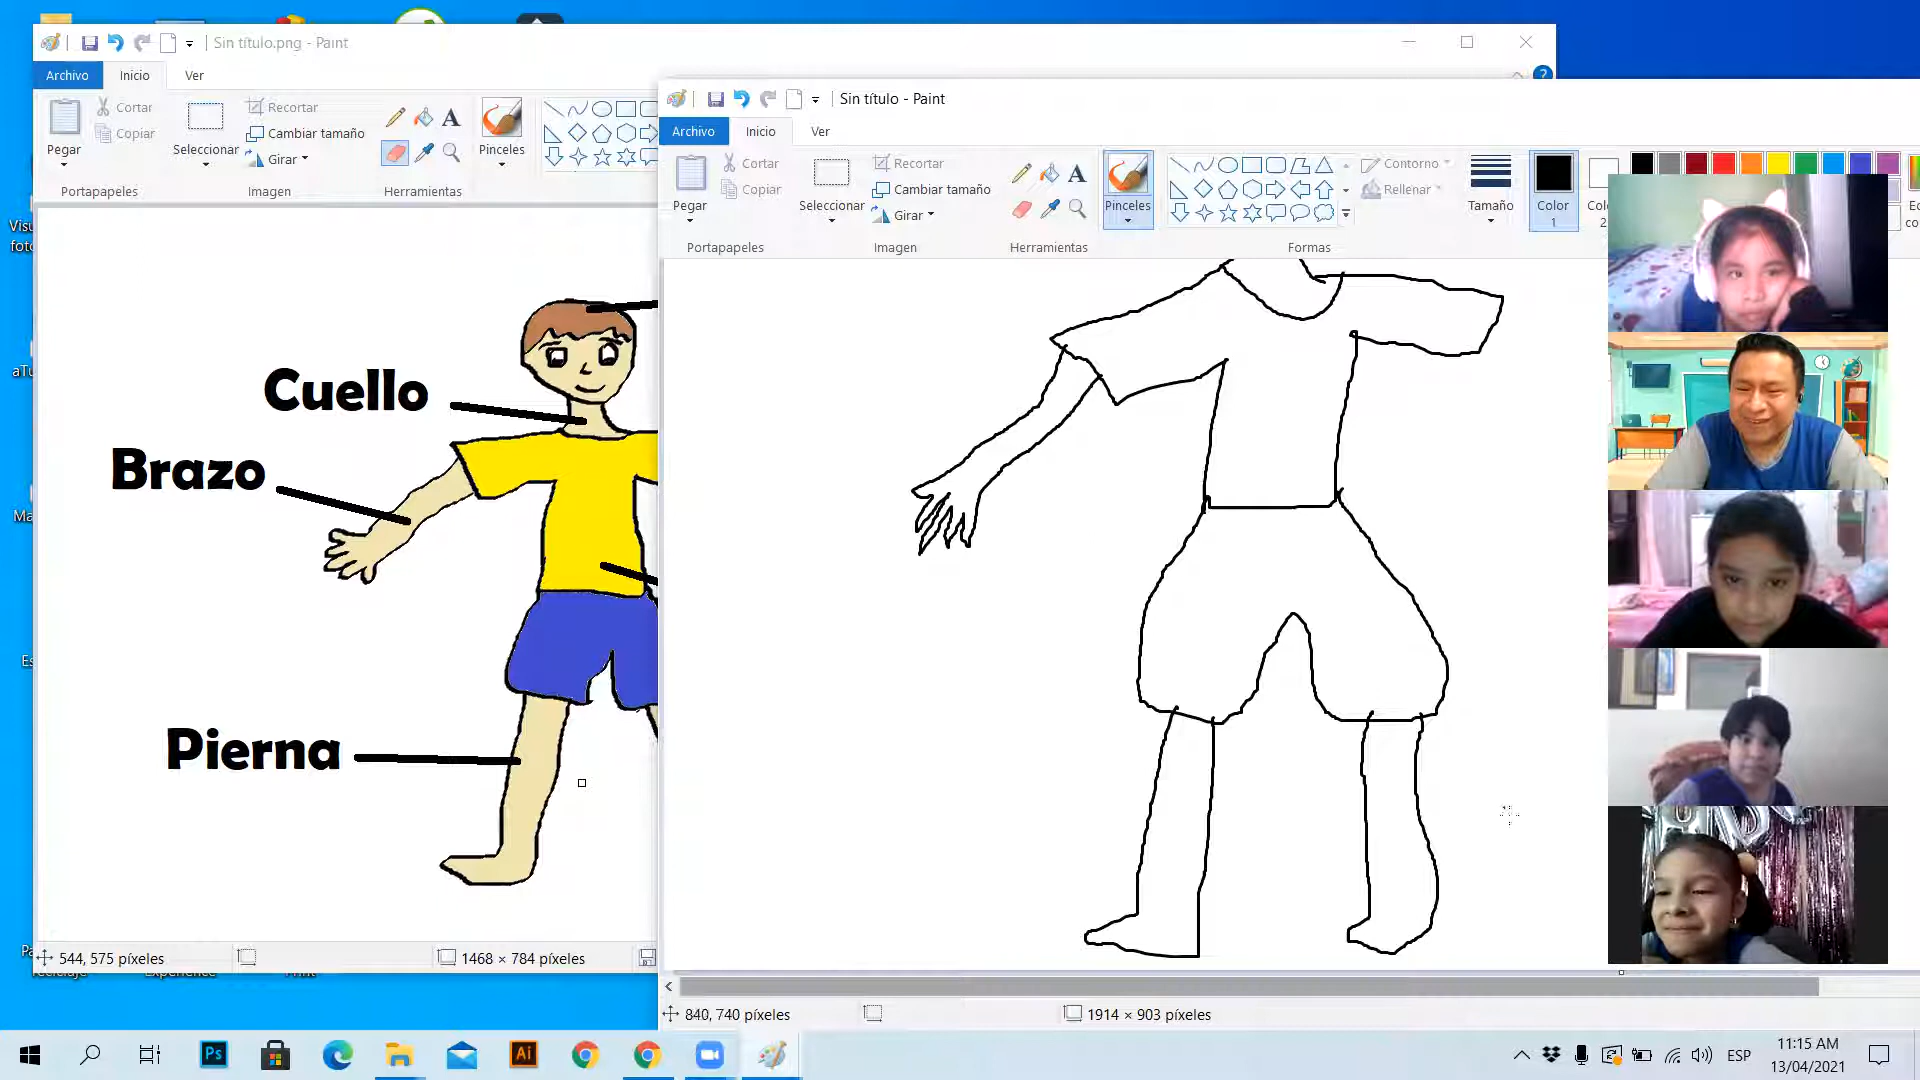 Sin título.png - Paint
Archivo
Inicio
Ver
Cortar
Copiar
Pegar
Portapapeles
Seleccionar
Recortar
Cambiar tamaño
Girar
Imagen
A
Herramientas
Pinceles
Sin título - Paint
Archivo
Inicio
Ver
Cortar
Copiar
Pegar
Portapapeles
Seleccionar
Recortar
Cambiar tamaño
Girar
Imagen
A
Herramientas
Pinceles
Formas
Contorno
Rellenar
Tamaño
Color
1
2
Cuello
Brazo
Pierna
544, 575 píxeles
1468 × 784 píxeles
840, 740 píxeles
1914 × 903 píxeles
Ps
Ai
ESP
11:15 AM
13/04/2021